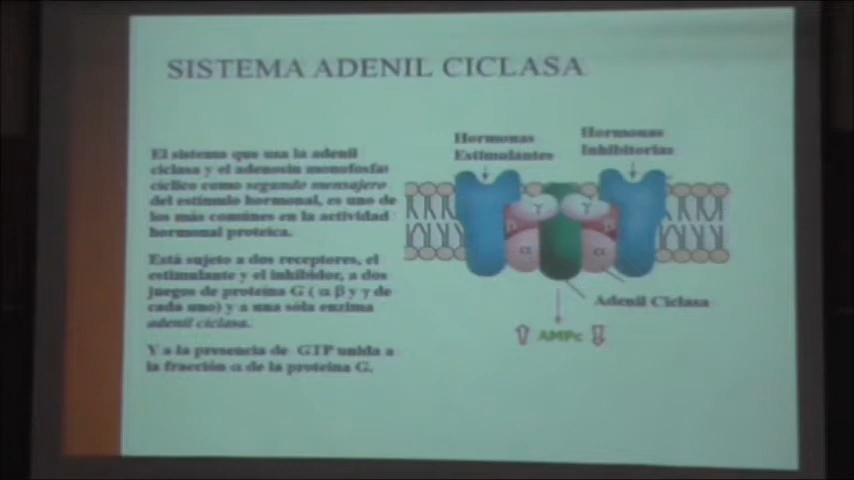 SISTEMA ADENIL CICLASA
El sistema que usa la adenil
ciclasa y el adenosin monofosfat
cíclico como segundo mensajero
del estímulo hormonal, es uno de
los más comunes en la actividad
hormonal proteica.
Está sujeto a dos receptores, el
estimulante y el inhibidor, a dos
juegos de proteína G ( α β y γ de
cada uno) y a una sola enzima
adenil ciclasa.
Y a la presencia de GTP unida a
la fracción α de la proteína G.
Hormonas
Estimulantes
Hormonas
Inhibitorias
γ γ
β β
α α
Adenil Ciclasa
AMPc